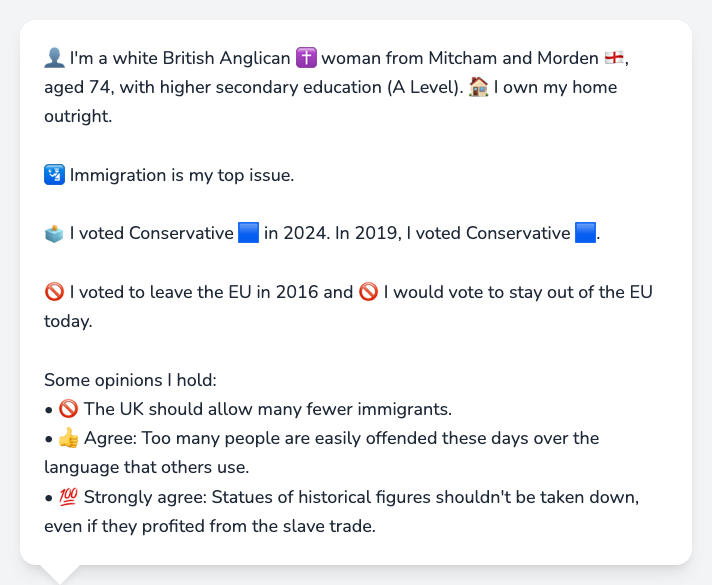 👤 I'm a white British Anglican ✝️ woman from Mitcham and Morden 🏴󠁧󠁢󠁥󠁮󠁧󠁿,
aged 74, with higher secondary education (A Level). 🏠 I own my home
outright.
🛂 Immigration is my top issue.
🗳️ I voted Conservative 🟦 in 2024. In 2019, I voted Conservative 🟦.
🚫 I voted to leave the EU in 2016 and 🚫 I would vote to stay out of the EU
today.
Some opinions I hold:
• 🚫 The UK should allow many fewer immigrants.
• 👍 Agree: Too many people are easily offended these days over the
language that others use.
• 💯 Strongly agree: Statues of historical figures shouldn't be taken down,
even if they profited from the slave trade.